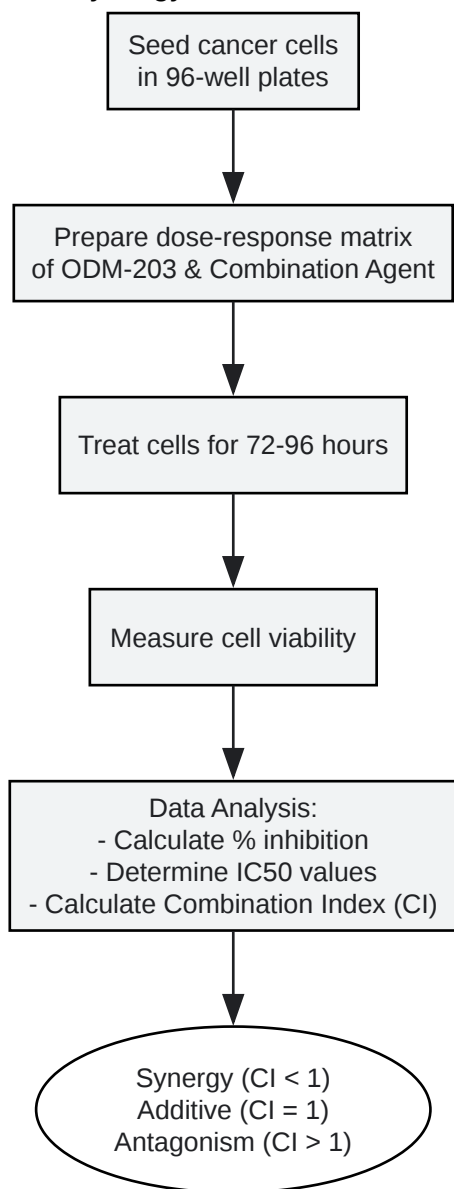 Seed cancer cells
in 96-well plates
Prepare dose-response matrix
of ODM-203 & Combination Agent
Treat cells for 72-96 hours
Measure cell viability
Data Analysis:
- Calculate % inhibition
- Determine IC50 values
- Calculate Combination Index (CI)
Synergy (CI < 1)
Additive (CI = 1)
Antagonism (CI > 1)